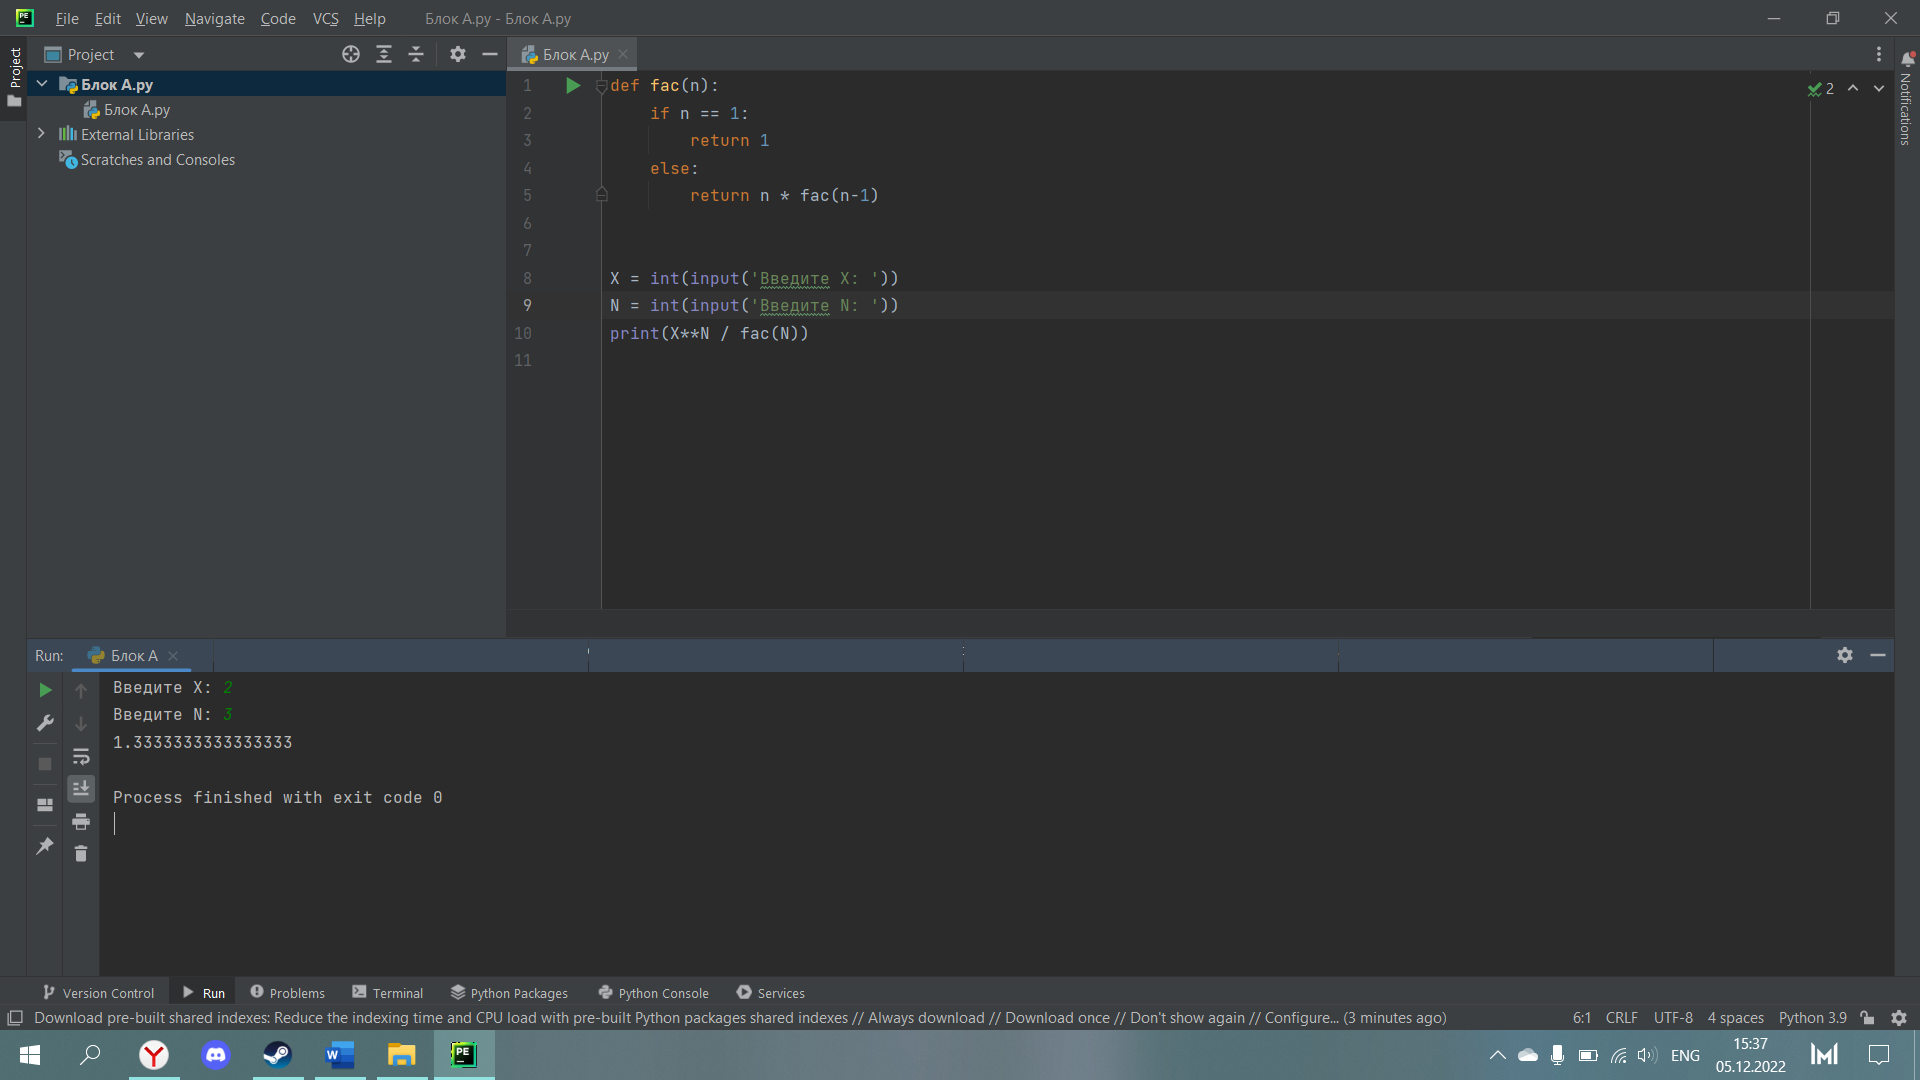 File Edit View Navigate Code VCS Help Блок А.py - Блок А.py
Project
Project
Блок А.py
Блок А.py
External Libraries
Scratches and Consoles
Блок А.py
2
Notifications
1 def fac(n):
2 if n == 1:
3 return 1
4 else:
5 return n * fac(n-1)
6
7
8 X = int(input('Введите X: '))
9 N = int(input('Введите N: '))
10 print(X**N / fac(N))
11
Run: Блок А
Введите X: 2
Введите N: 3
1.3333333333333333
Process finished with exit code 0
Version Control Run Problems Terminal Python Packages Python Console Services
Download pre-built shared indexes: Reduce the indexing time and CPU load with pre-built Python packages shared indexes // Always download // Download once // Don't show again // Configure... (3 minutes ago) 6:1 CRLF UTF-8 4 spaces Python 3.9
ENG 15:37
05.12.2022